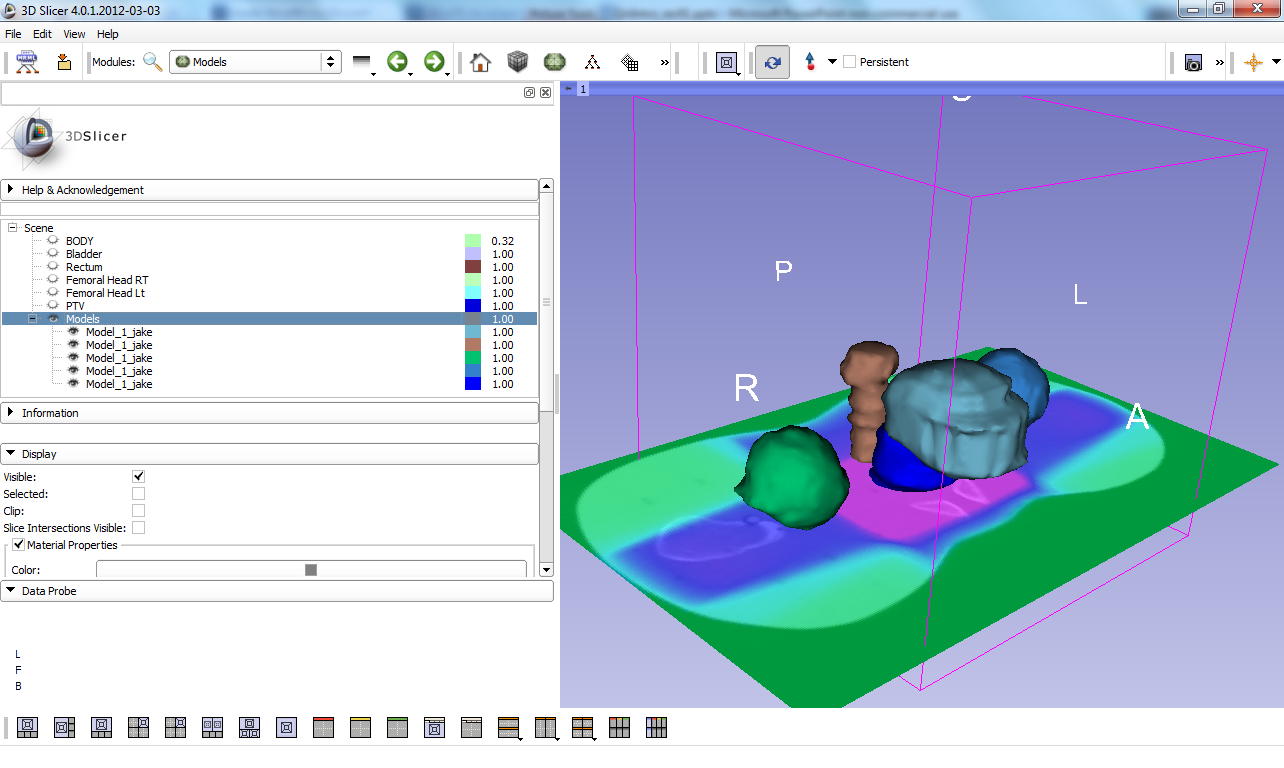 3D Slicer 4.0.1.2012-03-03
File Edit View Help
Modules: Models » Persistent »
1
3DSlicer
Help & Acknowledgement
Scene
BODY 0.32
Bladder 1.00
Rectum 1.00
Femoral Head RT 1.00
Femoral Head Lt 1.00
PTV 1.00
Models 1.00
Model_1_jake 1.00
Model_1_jake 1.00
Model_1_jake 1.00
Model_1_jake 1.00
Model_1_jake 1.00
Information
Display
Visible:
Selected:
Clip:
Slice Intersections Visible:
Material Properties
Color:
Data Probe
L
F
B
P
L
R
A